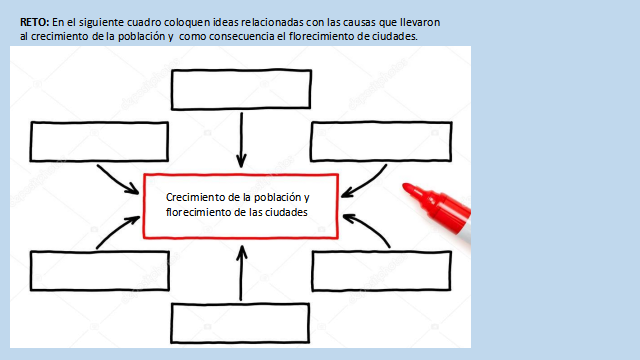 RETO: En el siguiente cuadro coloquen ideas relacionadas con las causas que llevaron
al crecimiento de la población y como consecuencia el florecimiento de ciudades.
Crecimiento de la población y
florecimiento de las ciudades